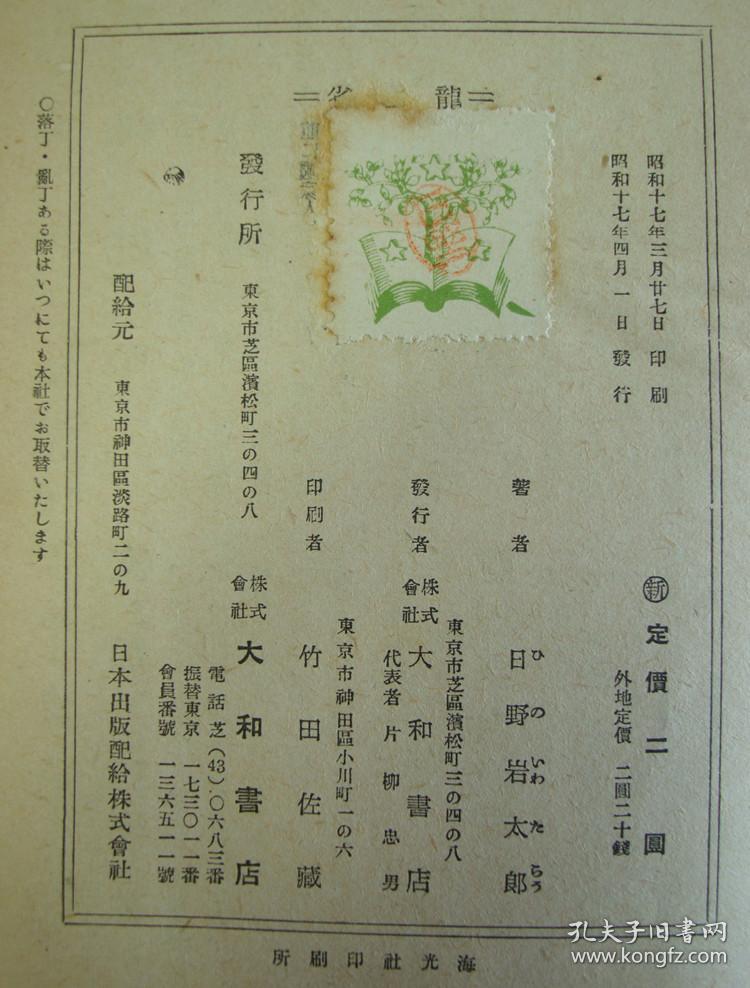 昭和十七年三月廿七日 印刷
昭和十七年四月一日 發行
新 定價二圓
外地定價 二圓二十錢
龍 省
著者 日野岩太郎
ひのいわたらう
東京市芝區濱松町三の四の八
發行者 株式會社 大和書店
代表者 片柳忠男
東京市神田區小川町一の六
印刷者 竹田佐藏
發行所 東京市芝區濱松町三の四の八 株式會社 大和書店
電話芝(43)〇六八三番
振替東京 一七三〇一一番
會員番號 一三六五一一號
配給元 東京市神田區淡路町二の九 日本出版配給株式會社
〇落丁・亂丁ある際はいつにても本社でお取替いたします
海光社印刷所
孔夫子旧书网
www.kongfz.com